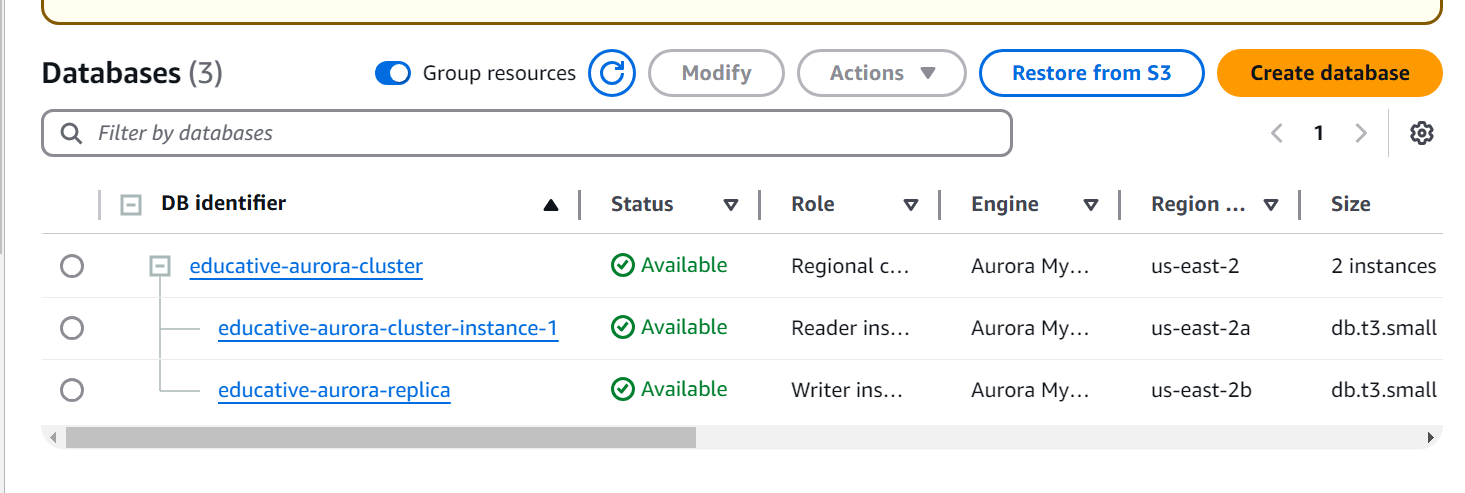 Databases (3) Group resources Modify Actions Restore from S3 Create database
Filter by databases 1
DB identifier Status Role Engine Region ... Size
educative-aurora-cluster Available Regional c... Aurora My... us-east-2 2 instances
educative-aurora-cluster-instance-1 Available Reader ins... Aurora My... us-east-2a db.t3.small
educative-aurora-replica Available Writer ins... Aurora My... us-east-2b db.t3.small